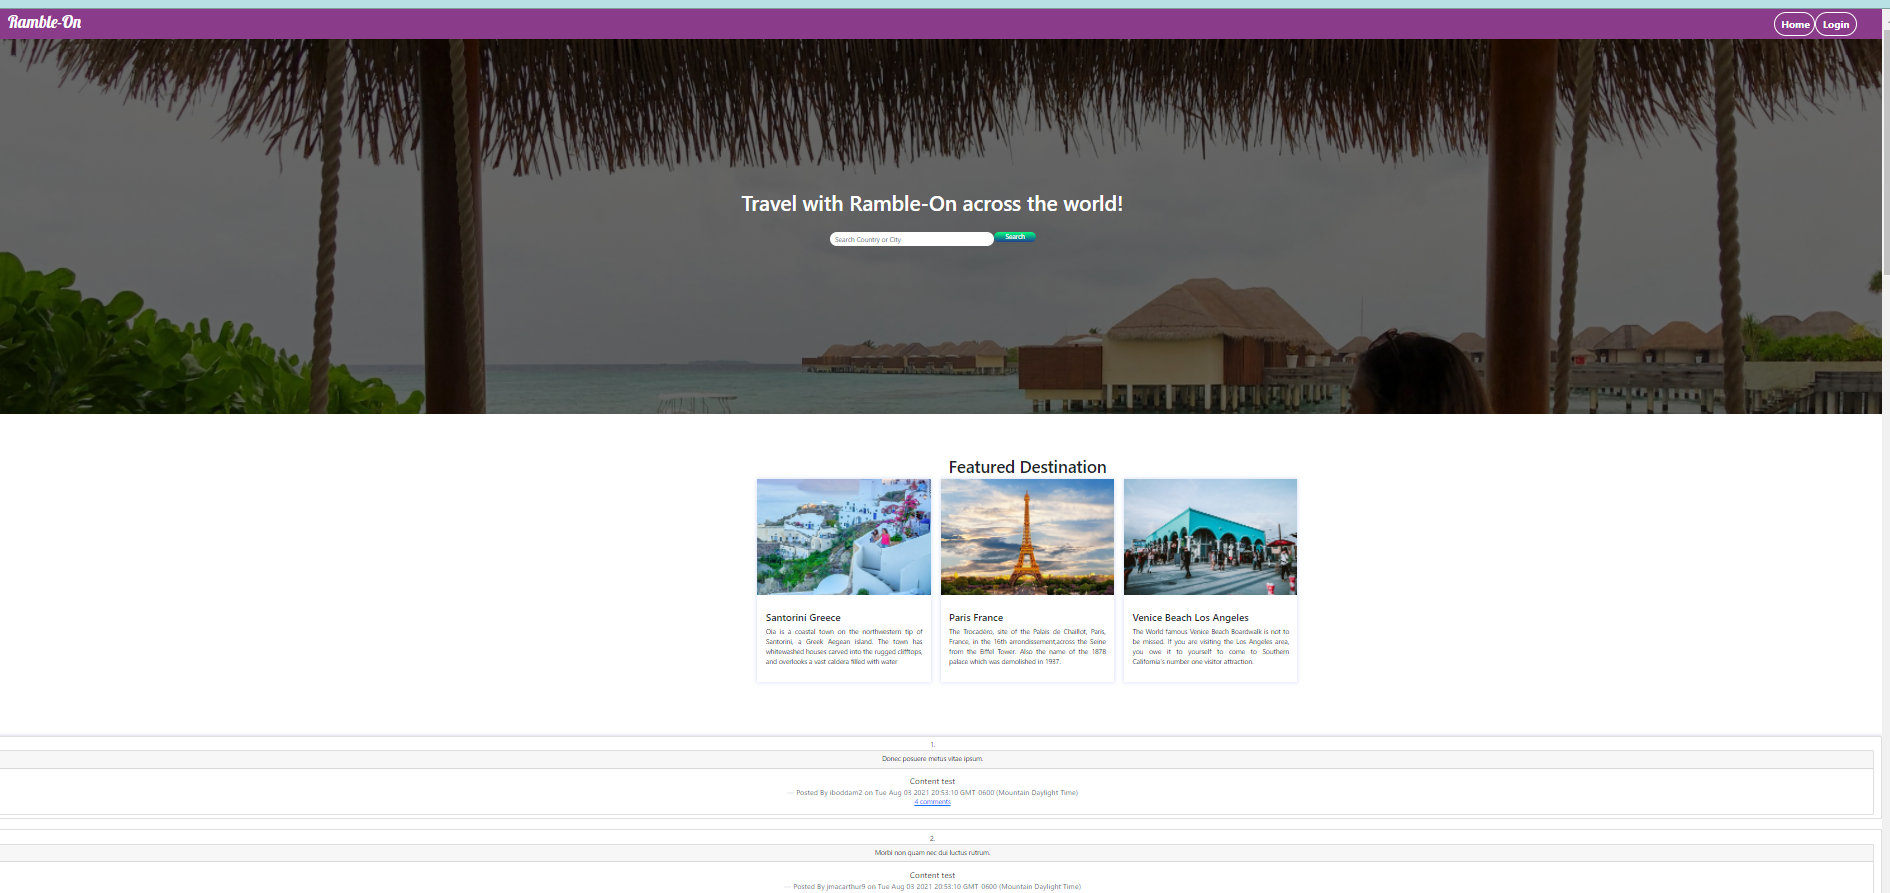 Ramble-On
Home Login
Travel with Ramble-On across the world!
Search Country or City Search
Featured Destination
Santorini Greece
Oia is a coastal town on the northwestern tip of
Santorini, a Greek Aegean island. The town has
whitewashed houses carved into the rugged clifftops,
and overlooks a vast caldera filled with water
Paris France
The Trocadéro, site of the Palais de Chaillot, Paris,
France, in the 16th arrondissement,across the Seine
from the Eiffel Tower. Also the name of the 1878
palace which was demolished in 1937.
Venice Beach Los Angeles
The World famous Venice Beach Boardwalk is not to
be missed. If you are visiting the Los Angeles area,
you owe it to yourself to come to Southern
California's number one visitor attraction.
1.
Donec posuere metus vitae ipsum.
Content test
— Posted By iboddam2 on Tue Aug 03 2021 20:53:10 GMT-0600 (Mountain Daylight Time)
4 comments
2.
Morbi non quam nec dui luctus rutrum.
Content test
— Posted By jmacarthur9 on Tue Aug 03 2021 20:53:10 GMT-0600 (Mountain Daylight Time)